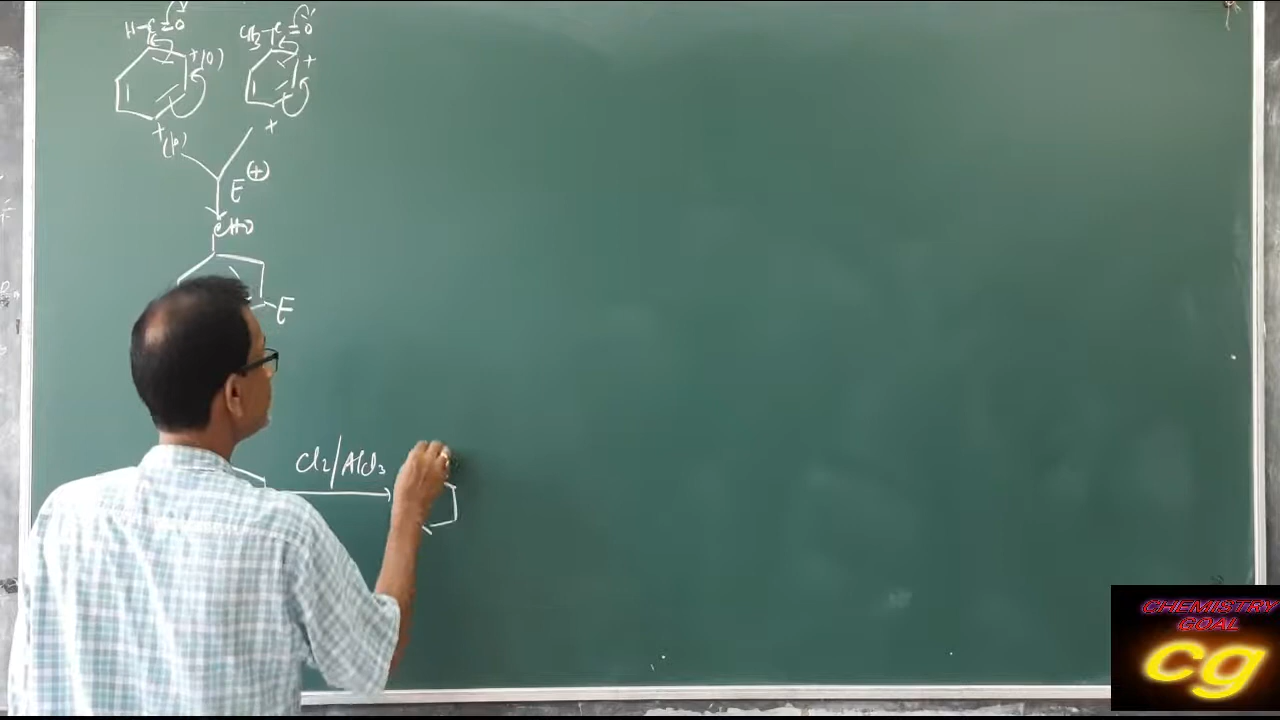 H-C=O CH3-C=O
+(o) +
+ +
(p)
E(+)
CHO
E
Cl2/AlCl3
CHEMISTRY
GOAL
cg